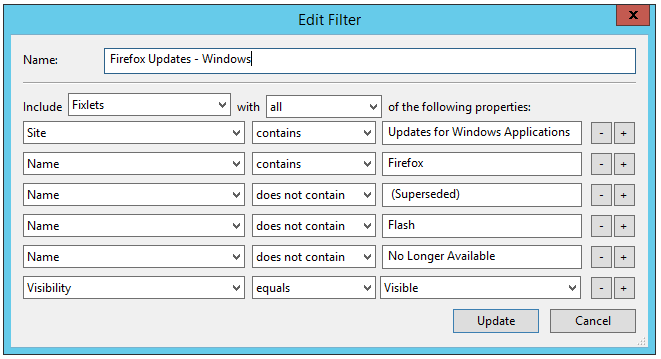 Edit Filter
x
Name: Firefox Updates - Windows
Include Fixlets with all of the following properties:
Site contains Updates for Windows Applications - +
Name contains Firefox - +
Name does not contain (Superseded) - +
Name does not contain Flash - +
Name does not contain No Longer Available - +
Visibility equals Visible - +
Update Cancel